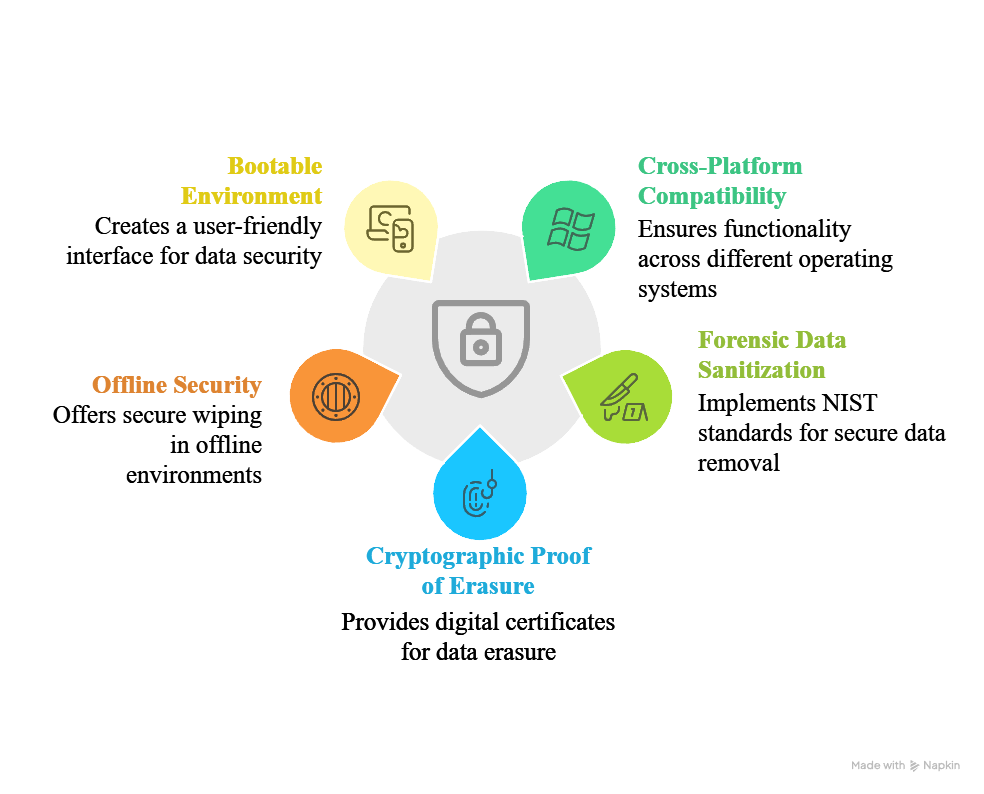 Bootable
Environment
Creates a user-friendly
interface for data security
Cross-Platform
Compatibility
Ensures functionality
across different operating
systems
Offline Security
Offers secure wiping
in offline
environments
Forensic Data
Sanitization
Implements NIST
standards for secure data
removal
Cryptographic Proof
of Erasure
Provides digital certificates
for data erasure
Made with Napkin